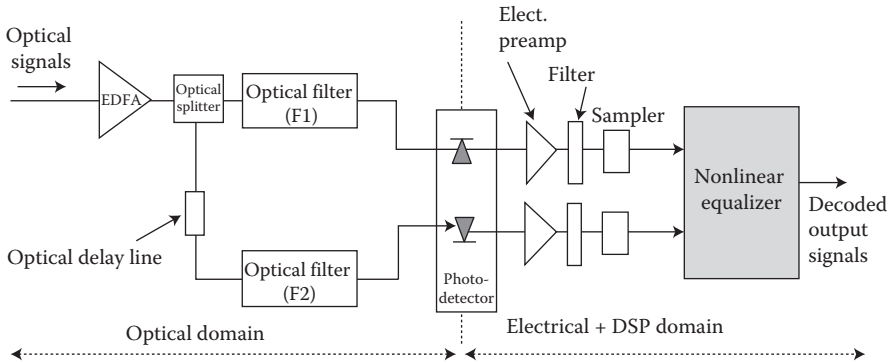 Optical
signals
EDFA
Optical
splitter
Optical filter
(F1)
Elect.
preamp
Filter
Sampler
Nonlinear
equalizer
Decoded
output
signals
Optical delay line
Optical filter
(F2)
Photo-
detector
Optical domain
Electrical + DSP domain